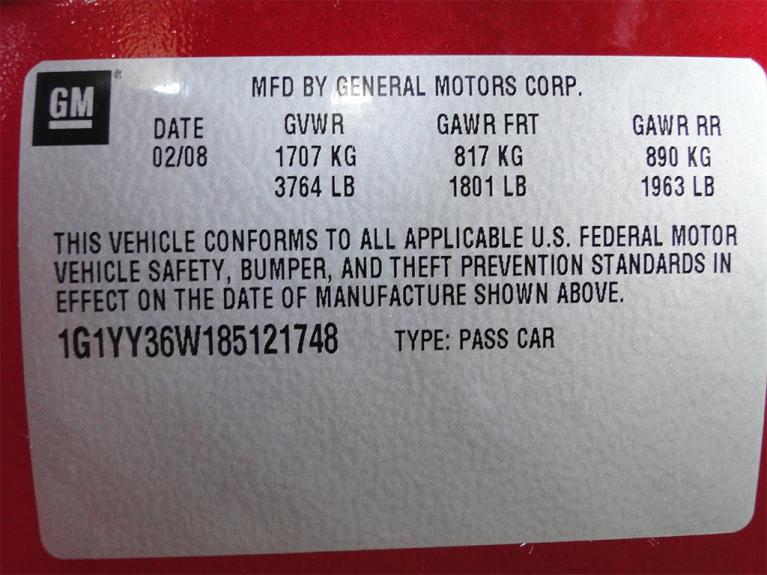 GM®
MFD BY GENERAL MOTORS CORP.
DATE GVWR GAWR FRT GAWR RR
02/08 1707 KG 817 KG 890 KG
3764 LB 1801 LB 1963 LB
THIS VEHICLE CONFORMS TO ALL APPLICABLE U.S. FEDERAL MOTOR
VEHICLE SAFETY, BUMPER, AND THEFT PREVENTION STANDARDS IN
EFFECT ON THE DATE OF MANUFACTURE SHOWN ABOVE.
1G1YY36W185121748 TYPE: PASS CAR